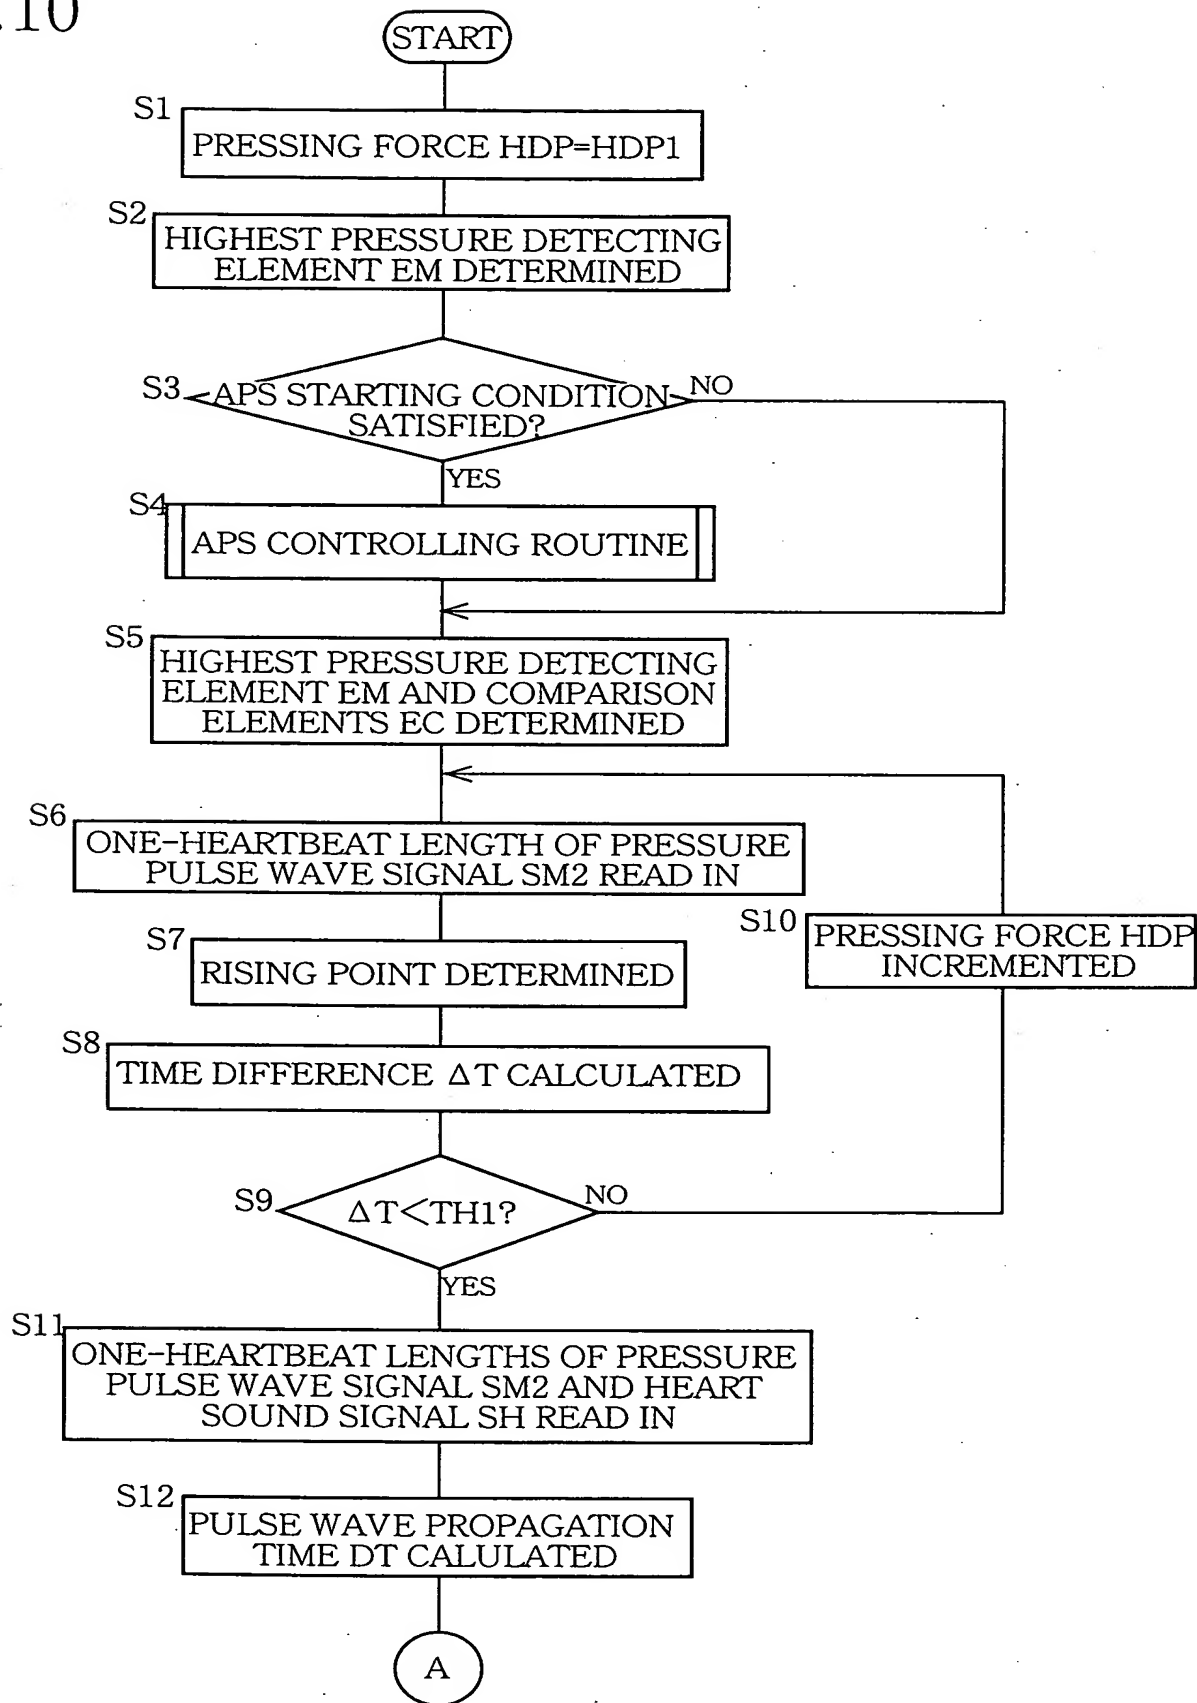 .10
START
S1
PRESSING FORCE HDP=HDP1
S2
HIGHEST PRESSURE DETECTING
ELEMENT EM DETERMINED
S3
APS STARTING CONDITION
SATISFIED?
NO
YES
S4
APS CONTROLLING ROUTINE
S5
HIGHEST PRESSURE DETECTING
ELEMENT EM AND COMPARISON
ELEMENTS EC DETERMINED
S6
ONE-HEARTBEAT LENGTH OF PRESSURE
PULSE WAVE SIGNAL SM2 READ IN
S7
RISING POINT DETERMINED
S10
PRESSING FORCE HDP
INCREMENTED
S8
TIME DIFFERENCE ΔT CALCULATED
S9
ΔT<TH1?
NO
YES
S11
ONE-HEARTBEAT LENGTHS OF PRESSURE
PULSE WAVE SIGNAL SM2 AND HEART
SOUND SIGNAL SH READ IN
S12
PULSE WAVE PROPAGATION
TIME DT CALULATED
A